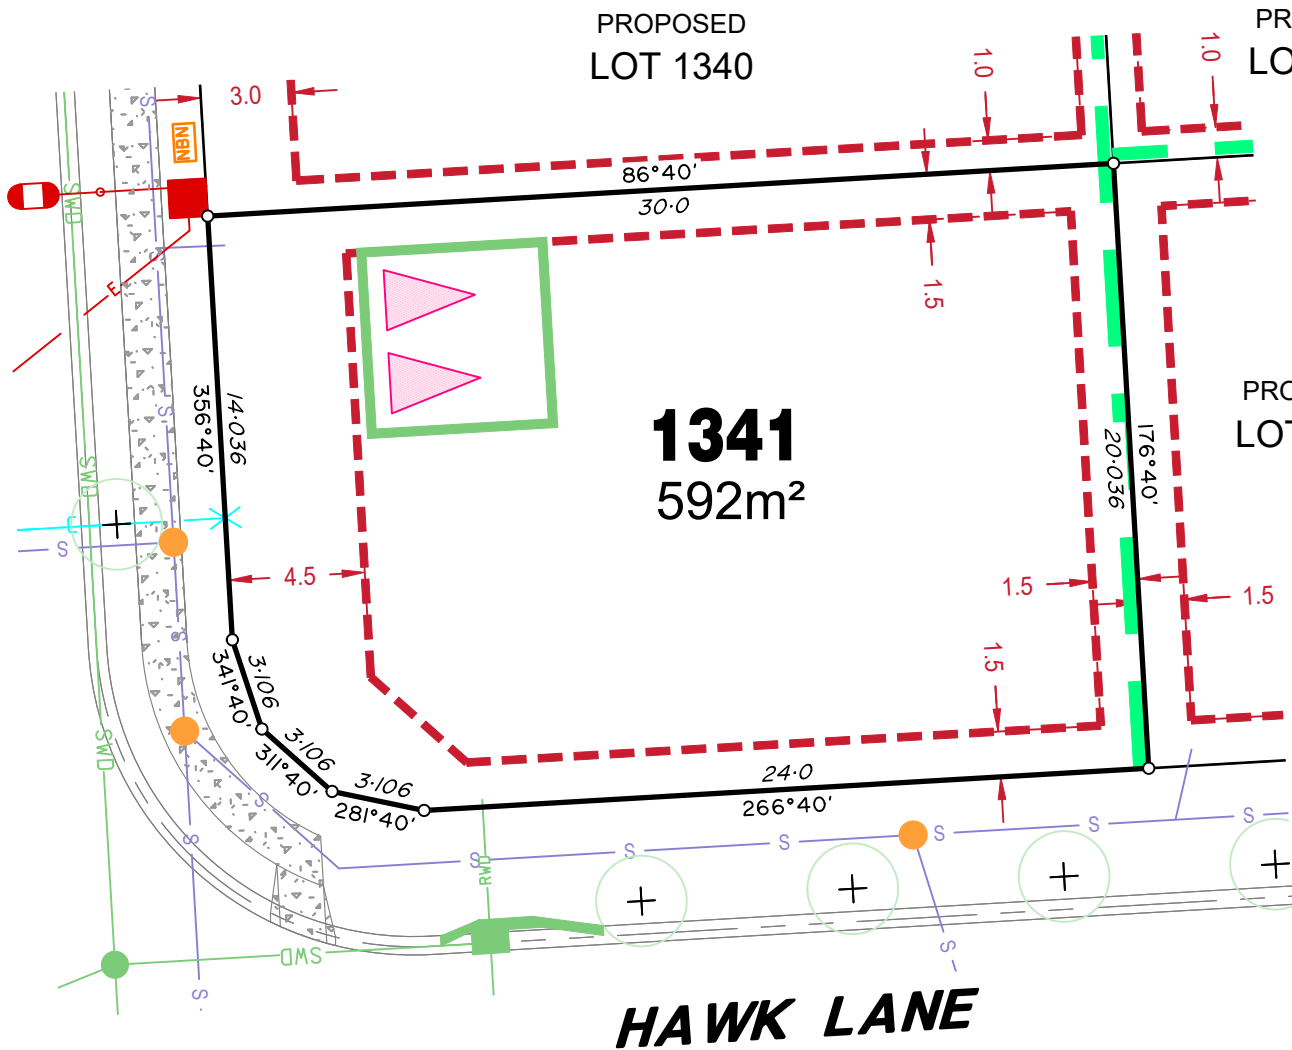 PROPOSED
LOT 1340
PR
LO
3.0
1.0
1.0
NBN
S
SWD
86°40'
30·0
S
E
1.5
14·036
356°40'
S
1341
592m²
PRO
LOT
176°40'
20·036
SWD
S
4.5
1.5
1.5
S
3·106
341°40'
1.5
3·106
311°40'
SWD
3·106
281°40'
24·0
266°40'
S
S
S
S
S
S
S
S
RWD
SWD
S
S
HAWK LANE